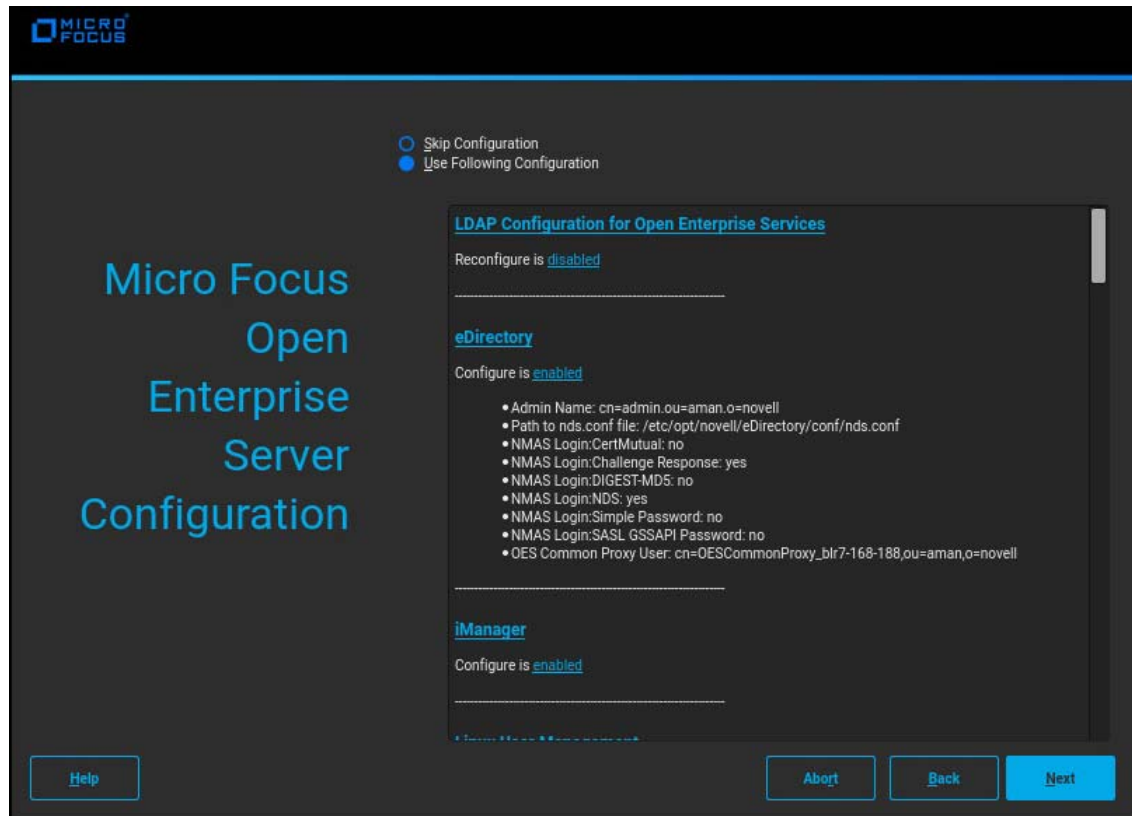 MICRO
FOCUS
Skip Configuration
Use Following Configuration
Micro Focus
Open
Enterprise
Server
Configuration
LDAP Configuration for Open Enterprise Services
Reconfigure is disabled
------------------------------------------------------------
eDirectory
Configure is enabled
• Admin Name: cn=admin.ou=aman.o=novell
• Path to nds.conf file: /etc/opt/novell/eDirectory/conf/nds.conf
• NMAS Login:CertMutual: no
• NMAS Login:Challenge Response: yes
• NMAS Login:DIGEST-MD5: no
• NMAS Login:NDS: yes
• NMAS Login:Simple Password: no
• NMAS Login:SASL GSSAPI Password: no
• OES Common Proxy User: cn=OESCommonProxy_blr7-168-188,ou=aman,o=novell
------------------------------------------------------------
iManager
Configure is enabled
------------------------------------------------------------
Linux User Management
Help
Abort
Back
Next